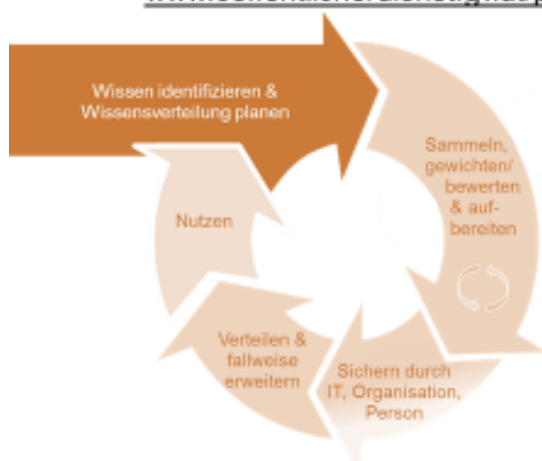 Wissen identifizieren &
Wissensverteilung planen
Sammeln,
gewichten/
bewerten
& auf-
bereiten
Sichern durch
IT, Organisation,
Person
Verteilen &
fallweise
erweitern
Nutzen